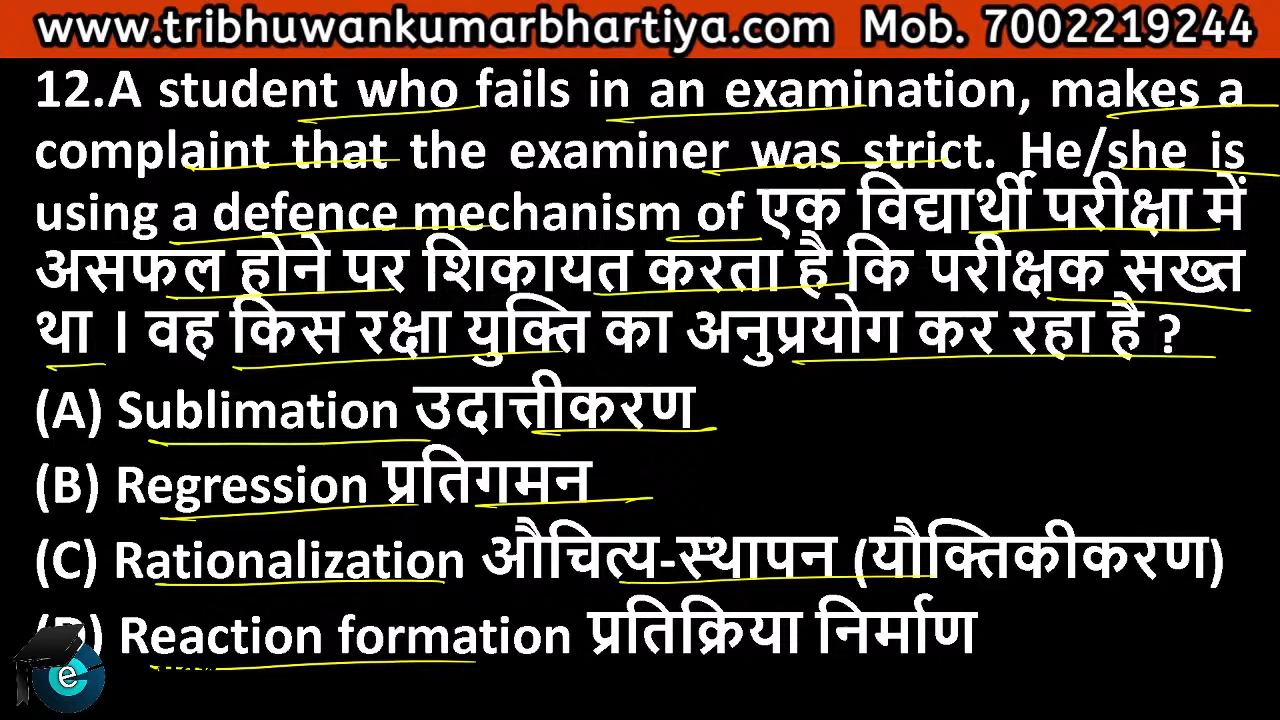 www.tribhuwankumarbhartiya.com Mob. 7002219244
12.A student who fails in an examination, makes a
complaint that the examiner was strict. He/she is
using a defence mechanism of एक विद्यार्थी परीक्षा में
असफल होने पर शिकायत करता है कि परीक्षक सख्त
था । वह किस रक्षा युक्ति का अनुप्रयोग कर रहा है ?
(A) Sublimation उदात्तीकरण
(B) Regression प्रतिगमन
(C) Rationalization औचित्य-स्थापन (यौक्तिकीकरण)
(D) Reaction formation प्रतिक्रिया निर्माण
e